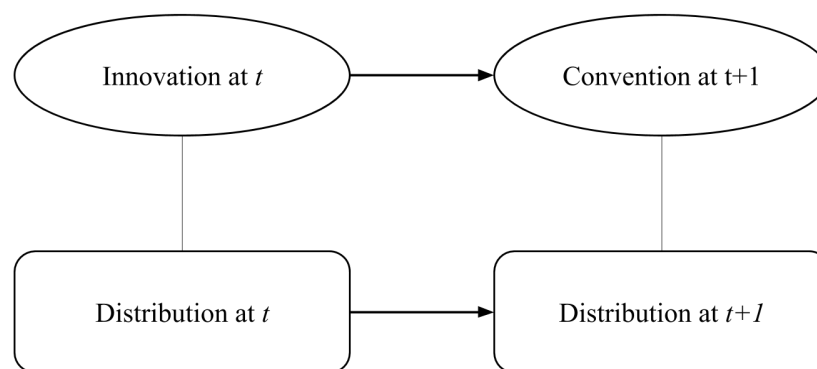 Innovation at t
Convention at t+1
Distribution at t
Distribution at t+1